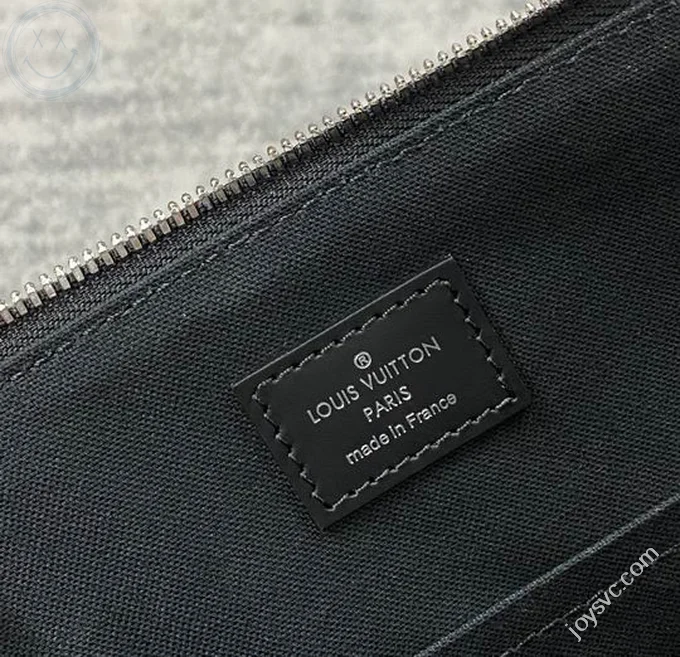 ®
LOUIS VUITTON
PARIS
made in France
joysvc.com